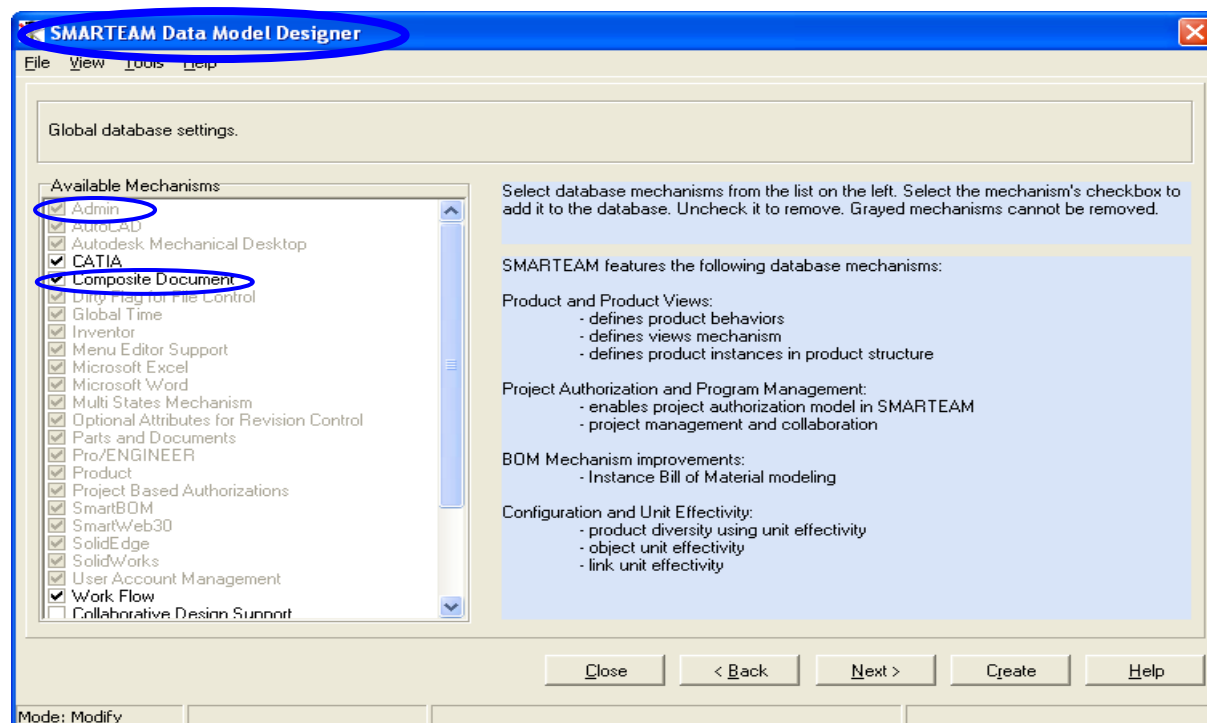 SMARTEAM Data Model Designer
File View Tools Help
Global database settings.
Available Mechanisms
Admin
AutoCAD
Autodesk Mechanical Desktop
CATIA
Composite Document
Dirty Flag for File Control
Global Time
Inventor
Menu Editor Support
Microsoft Excel
Microsoft Word
Multi States Mechanism
Optional Attributes for Revision Control
Parts and Documents
Pro/ENGINEER
Product
Project Based Authorizations
SmartBOM
SmartWeb30
SolidEdge
SolidWorks
User Account Management
Work Flow
Collaborative Design Support
Select database mechanisms from the list on the left. Select the mechanism's checkbox to
add it to the database. Uncheck it to remove. Grayed mechanisms cannot be removed.
SMARTEAM features the following database mechanisms:
Product and Product Views:
- defines product behaviors
- defines views mechanism
- defines product instances in product structure
Project Authorization and Program Management:
- enables project authorization model in SMARTEAM
- project management and collaboration
BOM Mechanism improvements:
- Instance Bill of Material modeling
Configuration and Unit Effectivity:
- product diversity using unit effectivity
- object unit effectivity
- link unit effectivity
Close < Back Next > Create Help
Mode: Modify